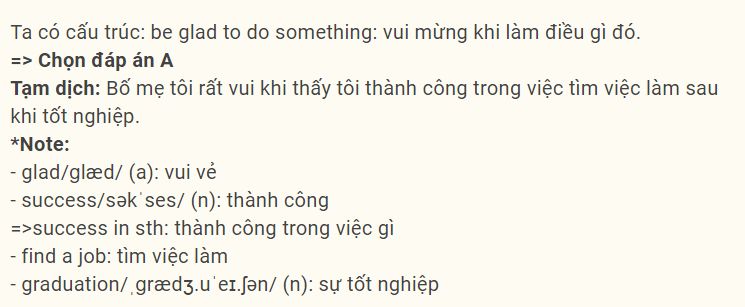 Ta có cấu trúc: be glad to do something: vui mừng khi làm điều gì đó.
=> Chọn đáp án A
Tạm dịch: Bố mẹ tôi rất vui khi thấy tôi thành công trong việc tìm việc làm sau
khi tốt nghiệp.
*Note:
- glad/glæd/ (a): vui vẻ
- success/səkˈses/ (n): thành công
=>success in sth: thành công trong việc gì
- find a job: tìm việc làm
- graduation/ˌɡrædʒ.uˈeɪ.ʃən/ (n): sự tốt nghiệp